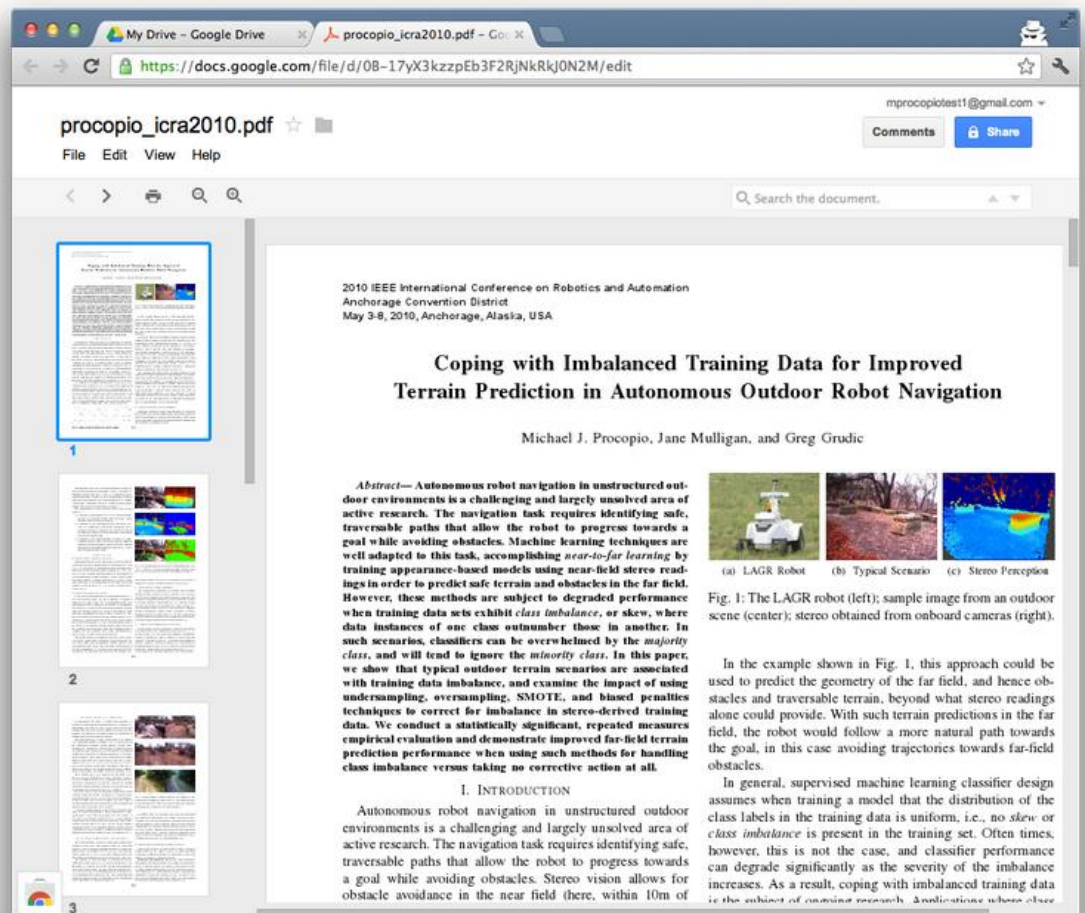 My Drive – Google Drive
procopio_icra2010.pdf – Goo
https://docs.google.com/file/d/0B-17yX3kzzpEb3F2RjNkRkJ0N2M/edit
mprocopiotest1@gmail.com
procopio_icra2010.pdf
Comments
Share
File Edit View Help
Search the document.
1
2
3
2010 IEEE International Conference on Robotics and Automation
Anchorage Convention District
May 3-8, 2010, Anchorage, Alaska, USA
Coping with Imbalanced Training Data for Improved
Terrain Prediction in Autonomous Outdoor Robot Navigation
Michael J. Procopio, Jane Mulligan, and Greg Grudic
Abstract— Autonomous robot navigation in unstructured out-
door environments is a challenging and largely unsolved area of
active research. The navigation task requires identifying safe,
traversable paths that allow the robot to progress towards a
goal while avoiding obstacles. Machine learning techniques are
well adapted to this task, accomplishing near-to-far learning by
training appearance-based models using near-field stereo read-
ings in order to predict safe terrain and obstacles in the far field.
However, these methods are subject to degraded performance
when training data sets exhibit class imbalance, or skew, where
data instances of one class outnumber those in another. In
such scenarios, classifiers can be overwhelmed by the majority
class, and will tend to ignore the minority class. In this paper,
we show that typical outdoor terrain scenarios are associated
with training data imbalance, and examine the impact of using
undersampling, oversampling, SMOTE, and biased penalties
techniques to correct for imbalance in stereo-derived training
data. We conduct a statistically significant, repeated measures
empirical evaluation and demonstrate improved far-field terrain
prediction performance when using such methods for handling
class imbalance versus taking no corrective action at all.
I. INTRODUCTION
Autonomous robot navigation in unstructured outdoor
environments is a challenging and largely unsolved area of
active research. The navigation task requires identifying safe,
traversable paths that allow the robot to progress towards
a goal while avoiding obstacles. Stereo vision allows for
obstacle avoidance in the near field (here, within 10m of
(a) LAGR Robot (b) Typical Scenario (c) Stereo Perception
Fig. 1: The LAGR robot (left); sample image from an outdoor
scene (center); stereo obtained from onboard cameras (right).
In the example shown in Fig. 1, this approach could be
used to predict the geometry of the far field, and hence ob-
stacles and traversable terrain, beyond what stereo readings
alone could provide. With such terrain predictions in the far
field, the robot would follow a more natural path towards
the goal, in this case avoiding trajectories towards far-field
obstacles.
In general, supervised machine learning classifier design
assumes when training a model that the distribution of the
class labels in the training data is uniform, i.e., no skew or
class imbalance is present in the training set. Often times,
however, this is not the case, and classifier performance
can degrade significantly as the severity of the imbalance
increases. As a result, coping with imbalanced training data
is the subject of ongoing research. Applications where class